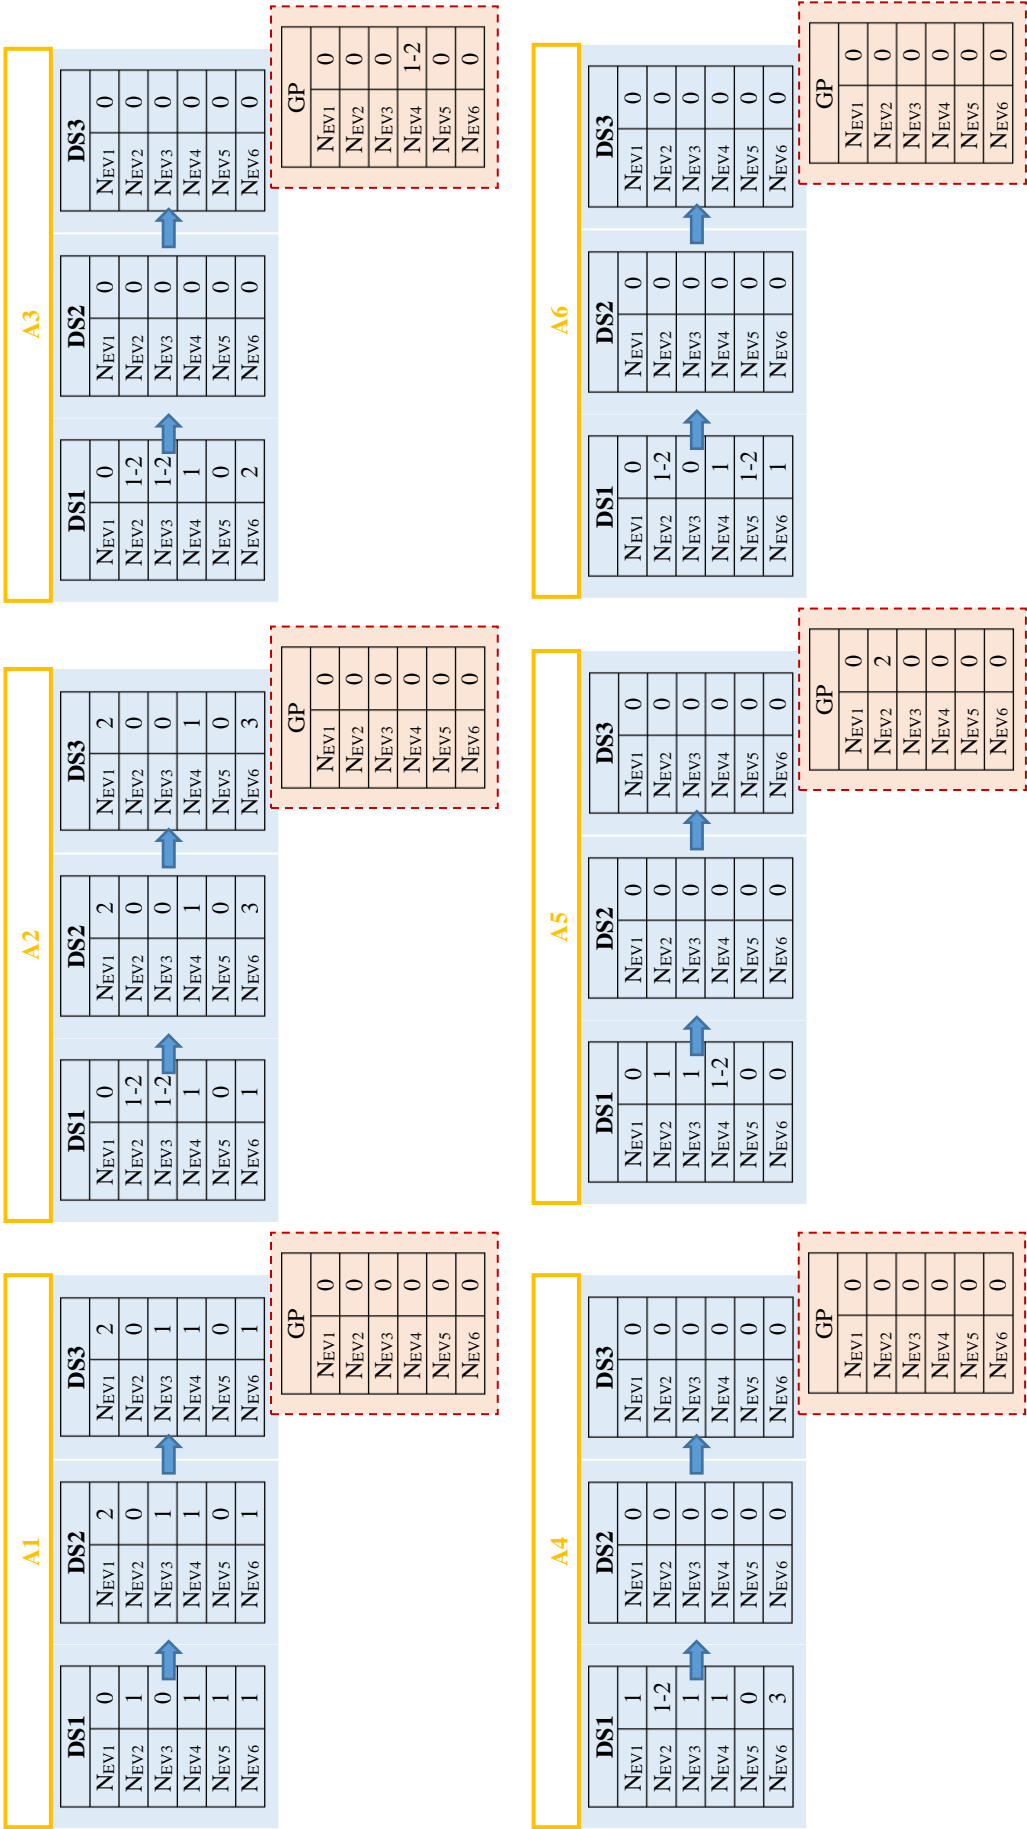 A1
DS1
NEV1 0
NEV2 1
NEV3 0
NEV4 1
NEV5 1
NEV6 1
DS2
NEV1 2
NEV2 0
NEV3 1
NEV4 1
NEV5 0
NEV6 1
DS3
NEV1 2
NEV2 0
NEV3 1
NEV4 1
NEV5 0
NEV6 1
GP
NEV1 0
NEV2 0
NEV3 0
NEV4 0
NEV5 0
NEV6 0
A2
DS1
NEV1 0
NEV2 1-2
NEV3 1-2
NEV4 1
NEV5 0
NEV6 1
DS2
NEV1 2
NEV2 0
NEV3 0
NEV4 1
NEV5 0
NEV6 3
DS3
NEV1 2
NEV2 0
NEV3 0
NEV4 1
NEV5 0
NEV6 3
GP
NEV1 0
NEV2 0
NEV3 0
NEV4 0
NEV5 0
NEV6 0
A3
DS1
NEV1 0
NEV2 1-2
NEV3 1-2
NEV4 1
NEV5 0
NEV6 2
DS2
NEV1 0
NEV2 0
NEV3 0
NEV4 0
NEV5 0
NEV6 0
DS3
NEV1 0
NEV2 0
NEV3 0
NEV4 0
NEV5 0
NEV6 0
GP
NEV1 0
NEV2 0
NEV3 0
NEV4 1-2
NEV5 0
NEV6 0
A4
DS1
NEV1 1
NEV2 1-2
NEV3 1
NEV4 1
NEV5 0
NEV6 3
DS2
NEV1 0
NEV2 0
NEV3 0
NEV4 0
NEV5 0
NEV6 0
DS3
NEV1 0
NEV2 0
NEV3 0
NEV4 0
NEV5 0
NEV6 0
GP
NEV1 0
NEV2 0
NEV3 0
NEV4 0
NEV5 0
NEV6 0
A5
DS1
NEV1 0
NEV2 1
NEV3 1
NEV4 1-2
NEV5 0
NEV6 0
DS2
NEV1 0
NEV2 0
NEV3 0
NEV4 0
NEV5 0
NEV6 0
DS3
NEV1 0
NEV2 0
NEV3 0
NEV4 0
NEV5 0
NEV6 0
GP
NEV1 0
NEV2 2
NEV3 0
NEV4 0
NEV5 0
NEV6 0
A6
DS1
NEV1 0
NEV2 1-2
NEV3 0
NEV4 1
NEV5 1-2
NEV6 1
DS2
NEV1 0
NEV2 0
NEV3 0
NEV4 0
NEV5 0
NEV6 0
DS3
NEV1 0
NEV2 0
NEV3 0
NEV4 0
NEV5 0
NEV6 0
GP
NEV1 0
NEV2 0
NEV3 0
NEV4 0
NEV5 0
NEV6 0